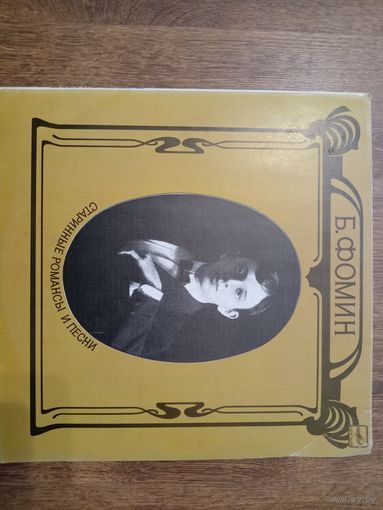 Б. ФОМИН
СТАРИННЫЕ РОМАНСЫ И ПЕСНИ